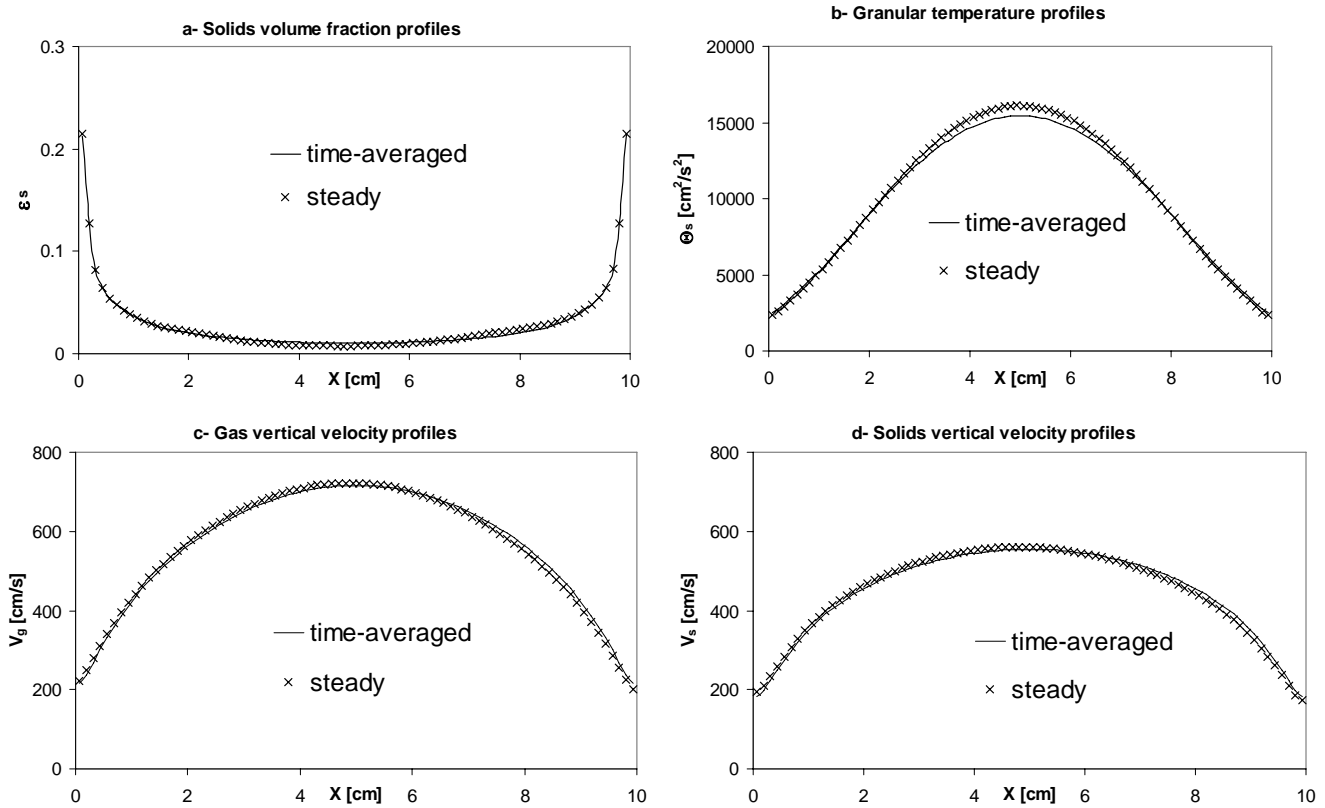 a- Solids volume fraction profiles
0.3
0.2
0.1
0
εs
time-averaged
steady
0 2 4 6 8 10
X [cm]
b- Granular temperature profiles
20000
15000
10000
5000
0
Θs [cm²/s²]
time-averaged
steady
0 2 4 6 8 10
X [cm]
c- Gas vertical velocity profiles
800
600
400
200
0
Vg [cm/s]
time-averaged
steady
0 2 4 6 8 10
X [cm]
d- Solids vertical velocity profiles
800
600
400
200
0
Vs [cm/s]
time-averaged
steady
0 2 4 6 8 10
X [cm]